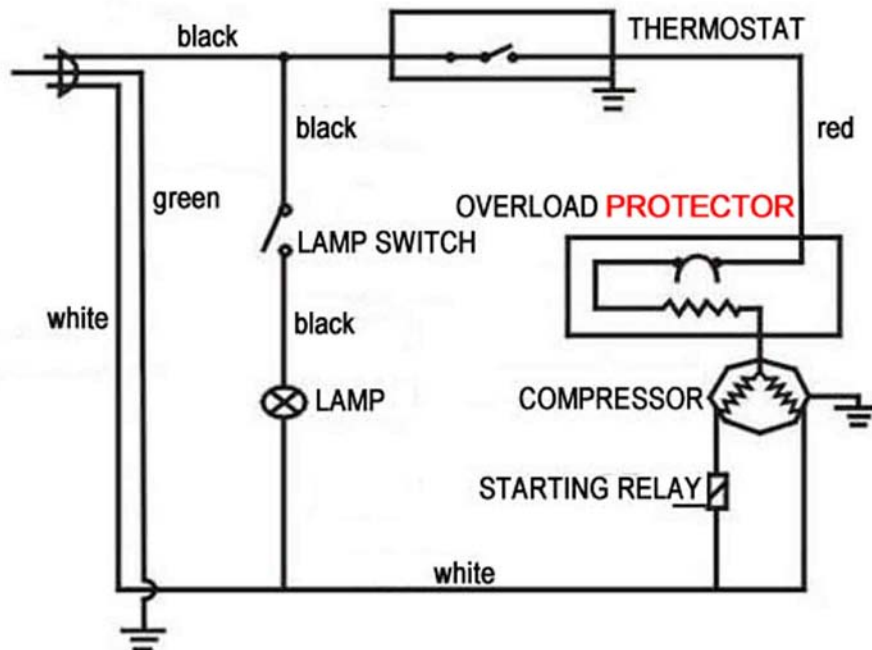 black
THERMOSTAT
black
red
green
OVERLOAD PROTECTOR
LAMP SWITCH
white
black
LAMP
COMPRESSOR
STARTING RELAY
white